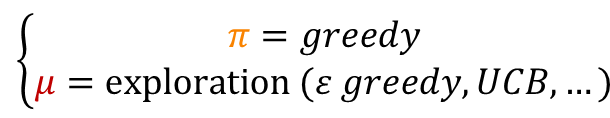 π = greedy
μ = exploration (ε greedy, UCB, …)